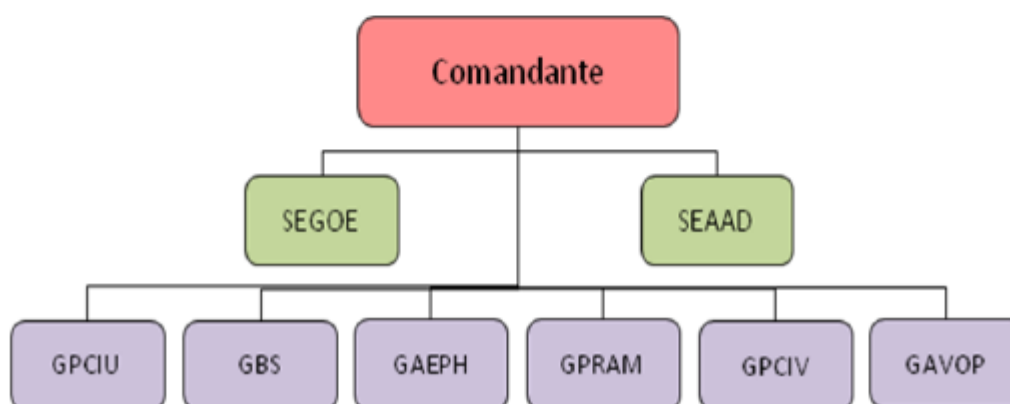 Comandante
SEGOE
SEAAD
GPCIU
GBS
GAEPH
GPRAM
GPCIV
GAVOP